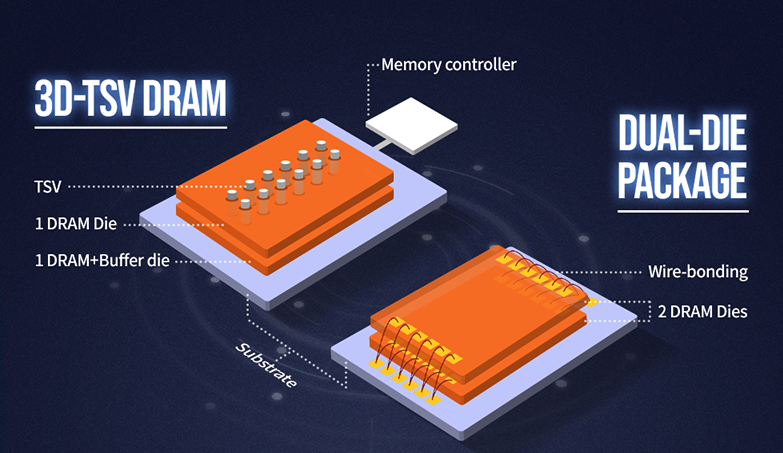 Memory controller
3D-TSV DRAM
DUAL-DIE
PACKAGE
TSV
1 DRAM Die
1 DRAM+Buffer die
Wire-bonding
2 DRAM Dies
Substrate